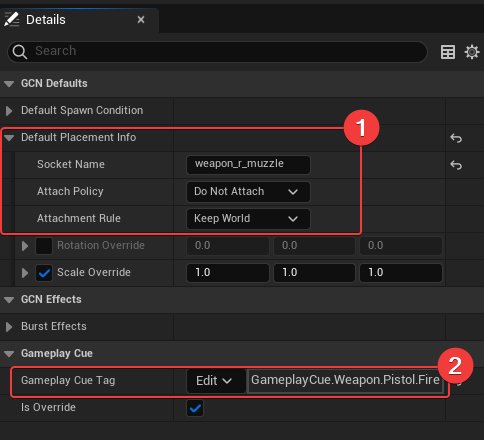 Details ×
Search
GCN Defaults
Default Spawn Condition
1
Default Placement Info
Socket Name weapon_r_muzzle
Attach Policy Do Not Attach
Attachment Rule Keep World
Rotation Override 0.0 0.0 0.0
Scale Override 1.0 1.0 1.0
GCN Effects
Burst Effects
Gameplay Cue
2
Gameplay Cue Tag Edit GameplayCue.Weapon.Pistol.Fire
Is Override